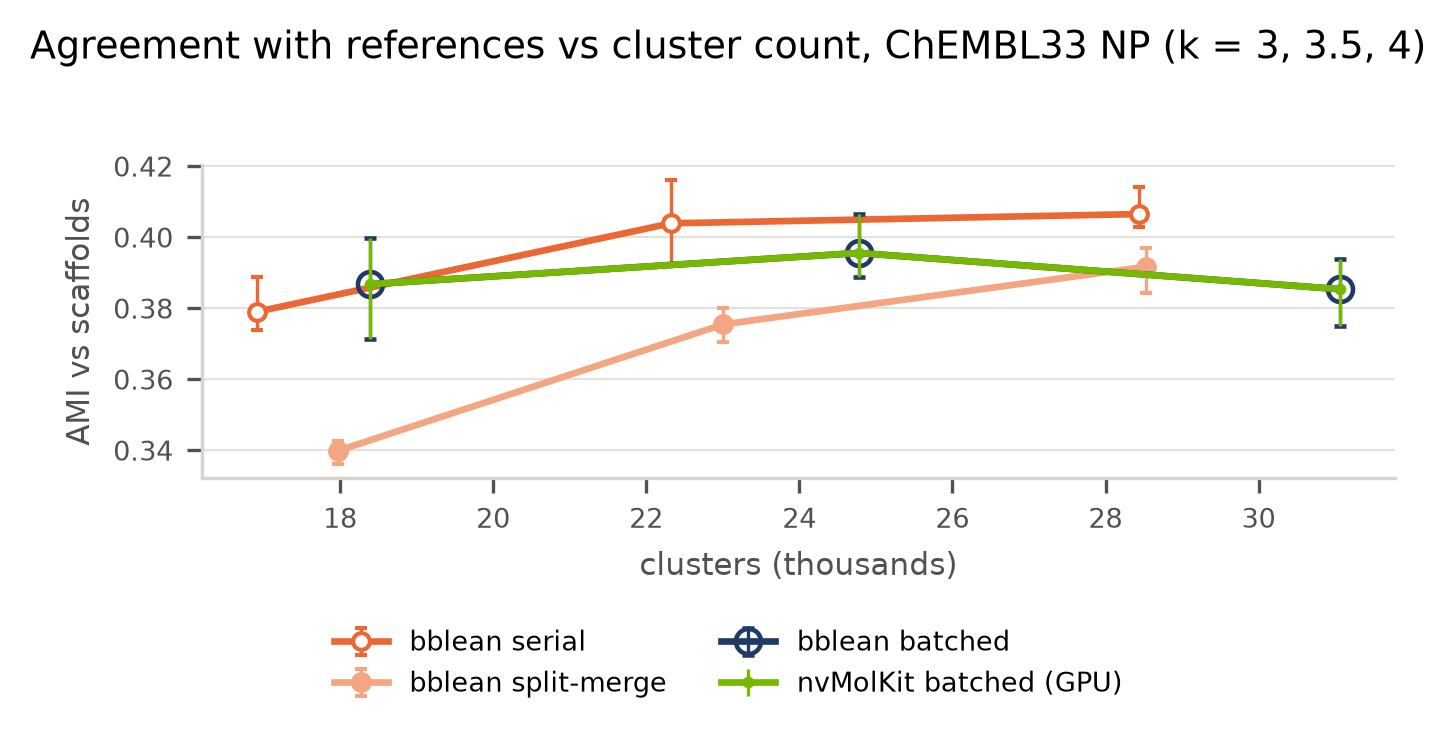 Agreement with references vs cluster count, ChEMBL33 NP (k = 3, 3.5, 4)
0.42
0.40
0.38
0.36
0.34
AMI vs scaffolds
18 20 22 24 26 28 30
clusters (thousands)
bblean serial
bblean split-merge
bblean batched
nvMolKit batched (GPU)